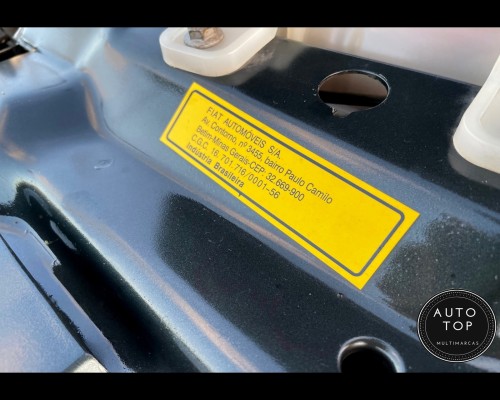 FIAT AUTOMÓVEIS S/A.
Av. Contorno, nº 3455, bairro Paulo Camilo
Betim-Minas Gerais-CEP: 32.669-900
C.G.C. 16.701.716/0001-56
Indústria Brasileira
AUTO
TOP
MULTIMARCAS